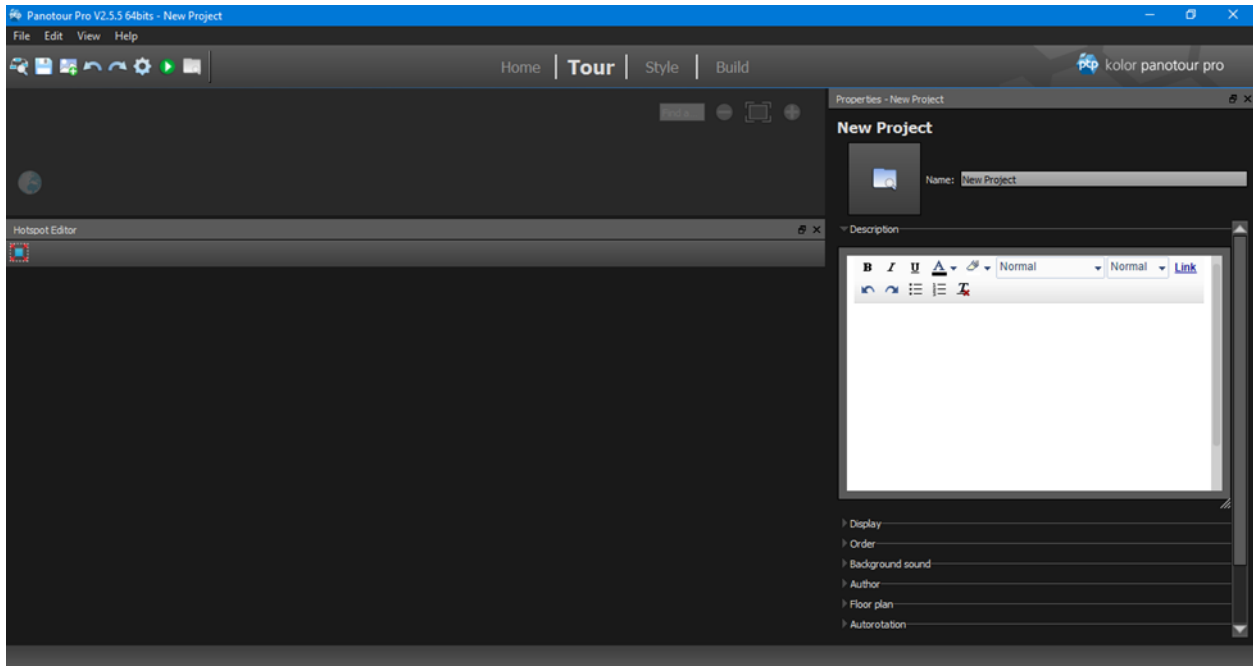 Panotour Pro V2.5.5 64bits - New Project
File Edit View Help
Home Tour Style Build
ptp kolor panotour pro
Properties - New Project
New Project
Name: New Project
Hotspot Editor
Description
B I U A Normal Normal Link
Display
Order
Background sound
Author
Floor plan
Autorotation